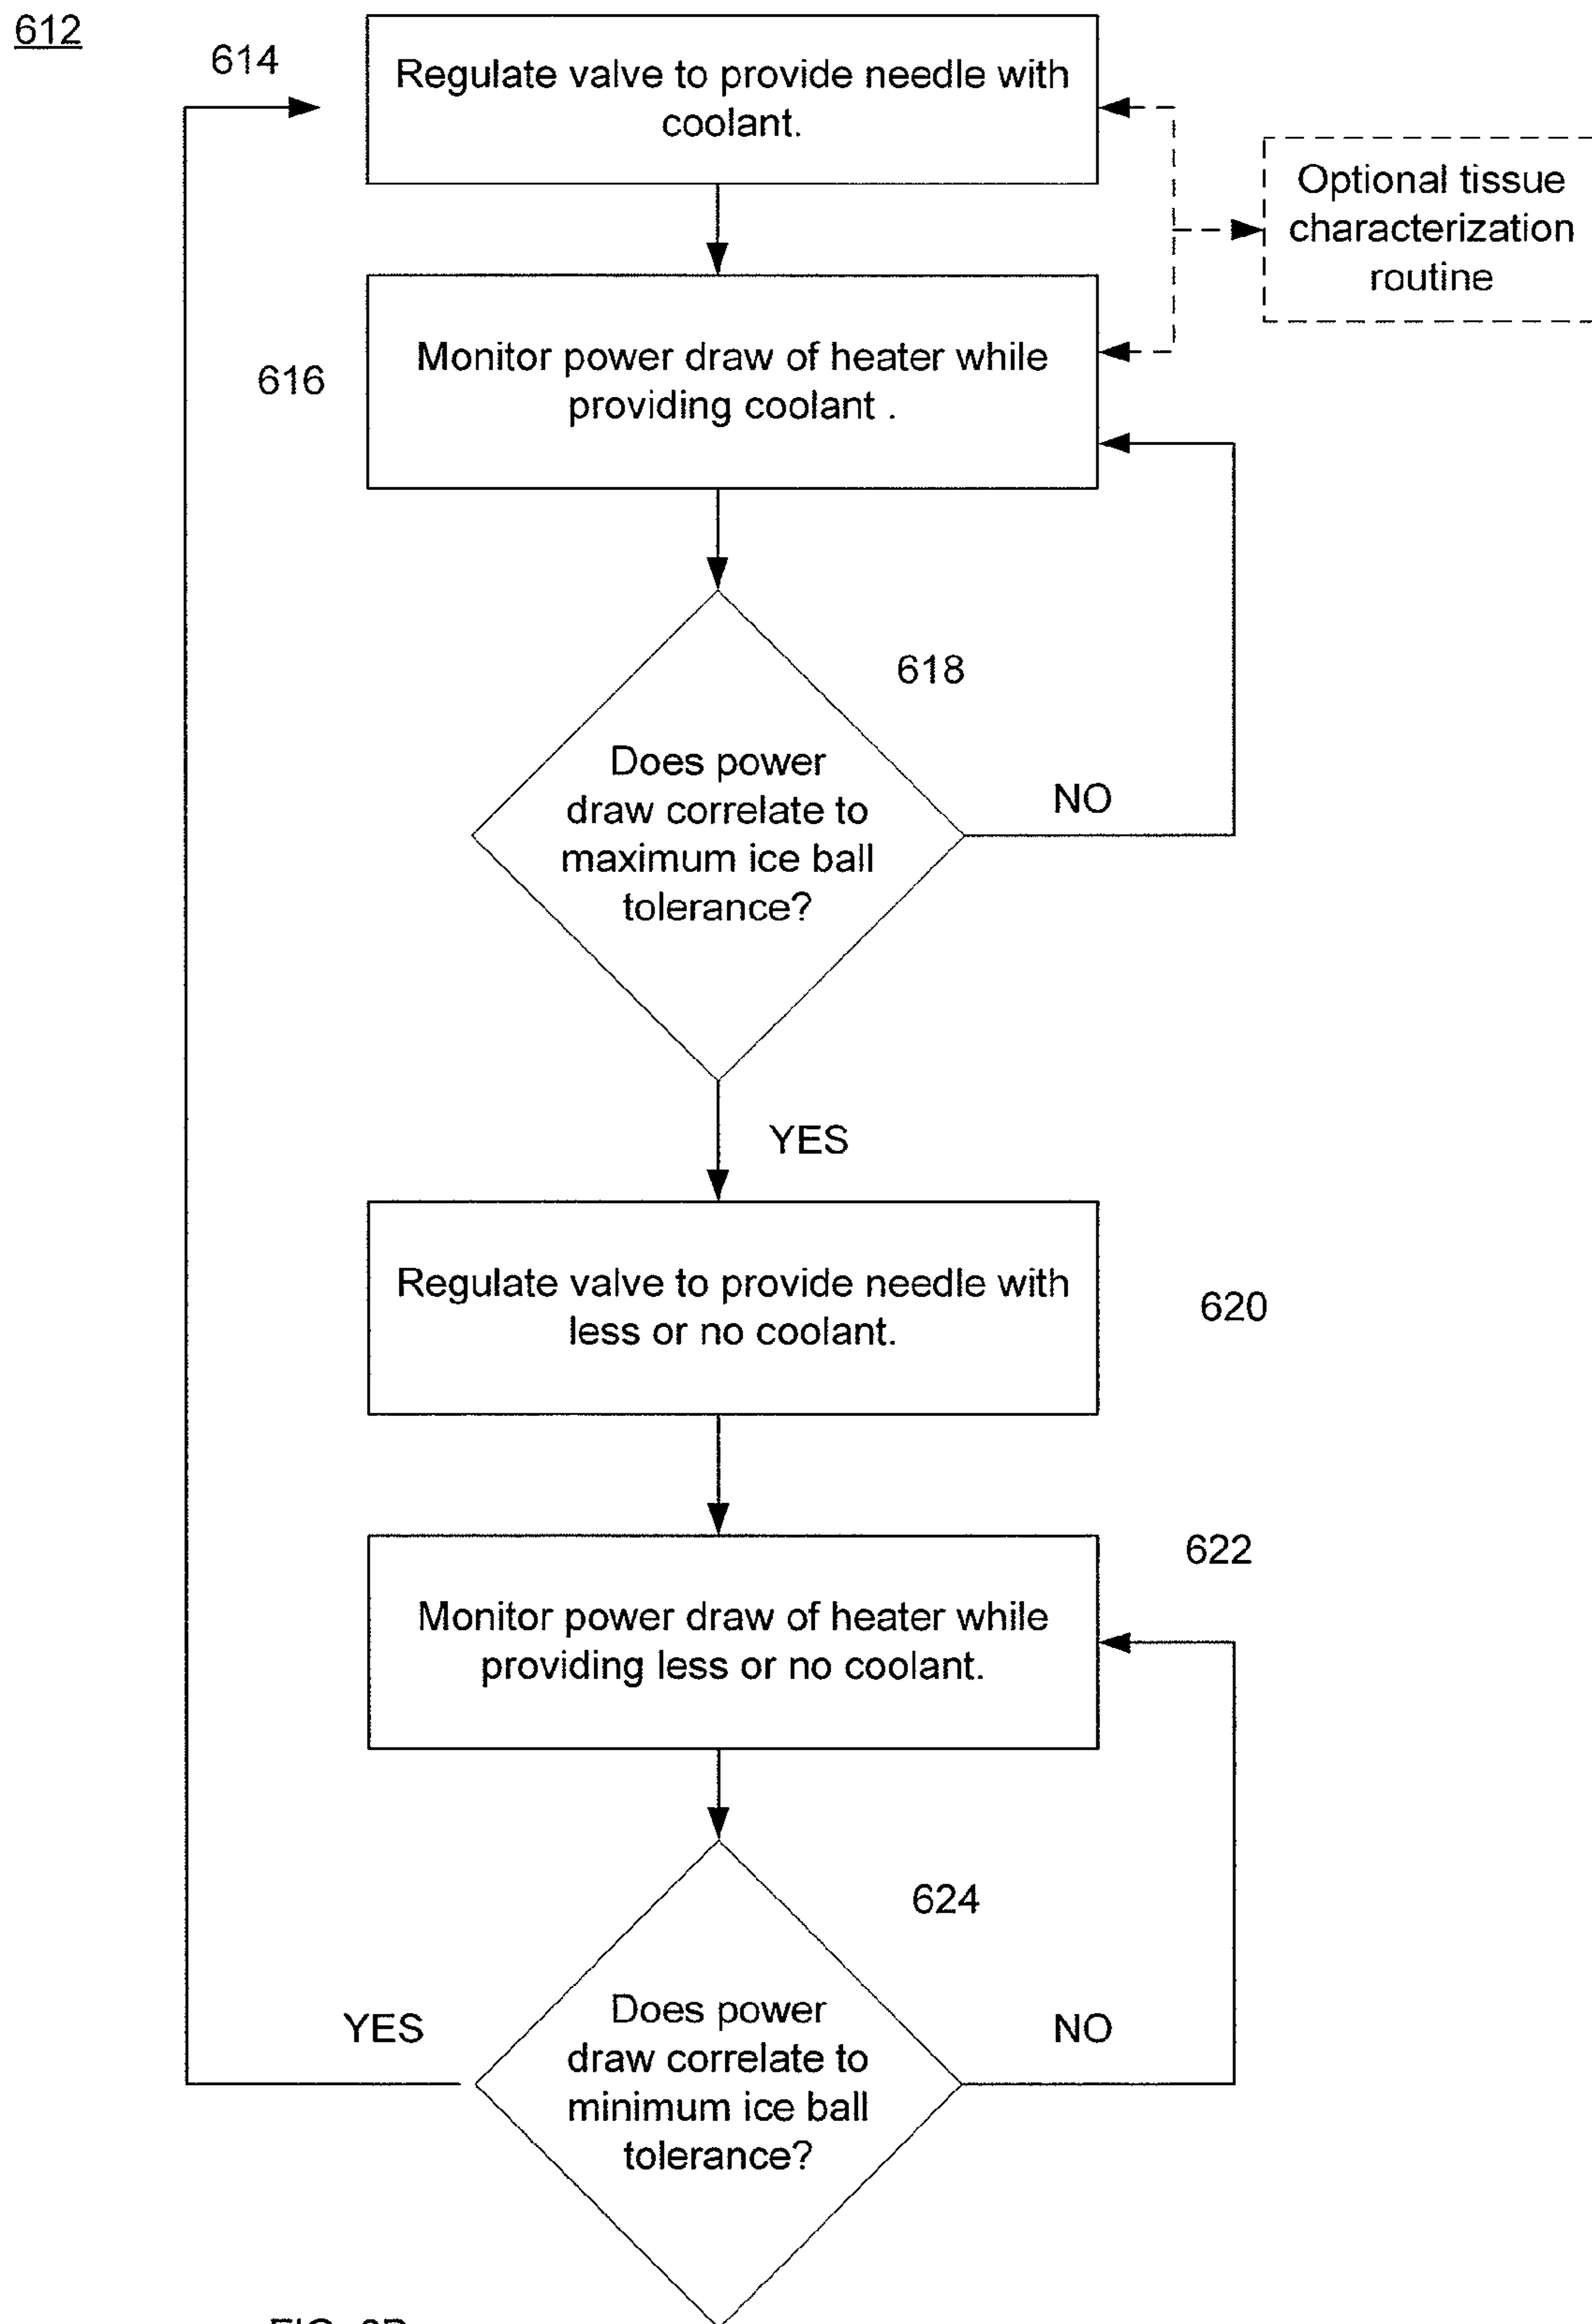 612
614
Regulate valve to provide needle with
coolant.
Optional tissue
characterization
routine
616
Monitor power draw of heater while
providing coolant .
618
Does power
draw correlate to
maximum ice ball
tolerance?
NO
YES
Regulate valve to provide needle with
less or no coolant.
620
622
Monitor power draw of heater while
providing less or no coolant.
624
YES
Does power
draw correlate to
minimum ice ball
tolerance?
NO